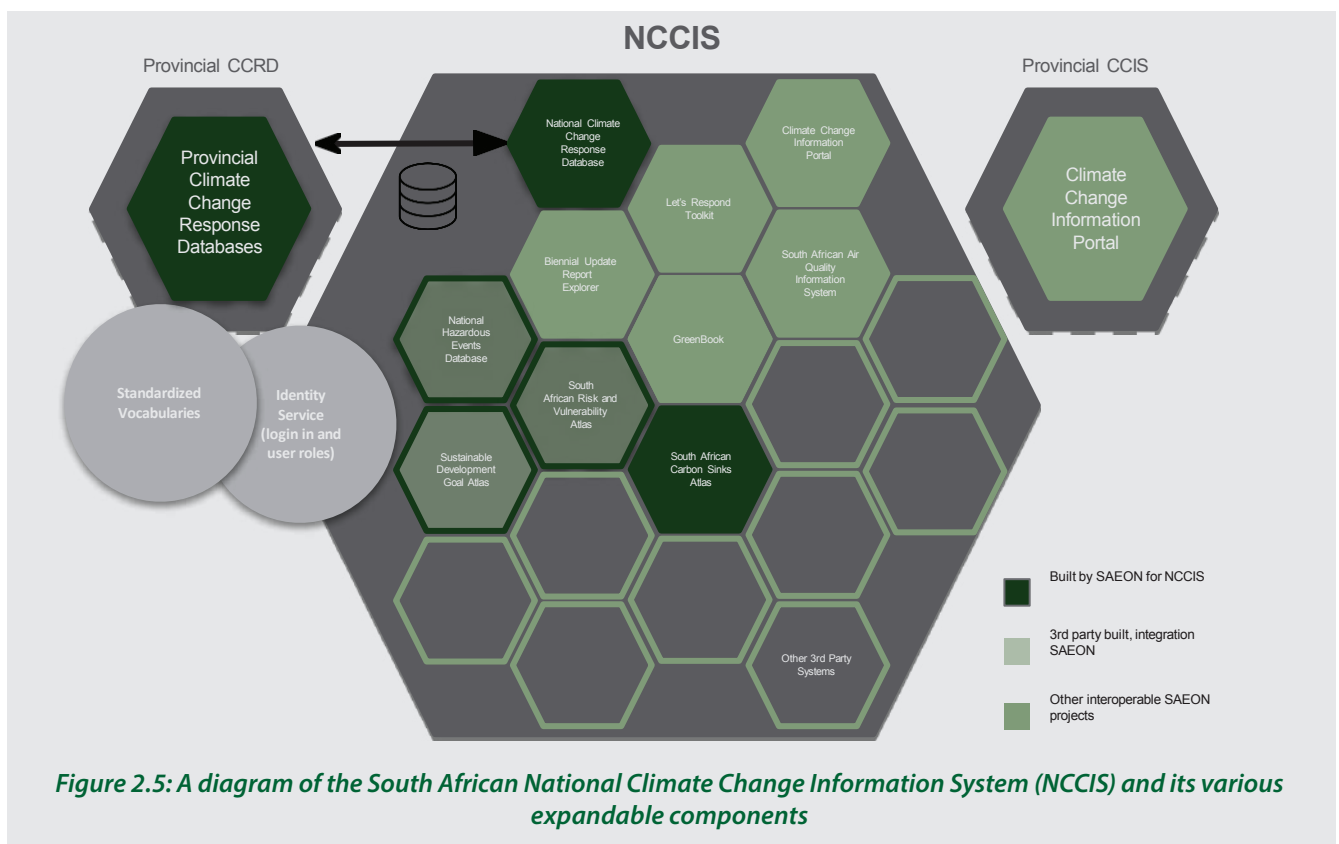 NCCIS
Provincial CCRD
Provincial CCIS
Provincial
Climate
Change
Response
Databases
National Climate
Change
Response
Database
Climate Change
Information
Portal
Climate
Change
Information
Portal
Let's Respond
Toolkit
Biennial Update
Report
Explorer
South African Air
Quality
Information
System
National
Hazardous
Events
Database
GreenBook
South
African Risk and
Vulnerability
Atlas
Standardized
Vocabularies
Identity
Service
(login in and
user roles)
Sustainable
Development
Goal Atlas
South African
Carbon Sinks
Atlas
Other 3rd Party
Systems
Built by SAEON for NCCIS
3rd party built, integration
SAEON
Other interoperable SAEON
projects
Figure 2.5: A diagram of the South African National Climate Change Information System (NCCIS) and its various
expandable components